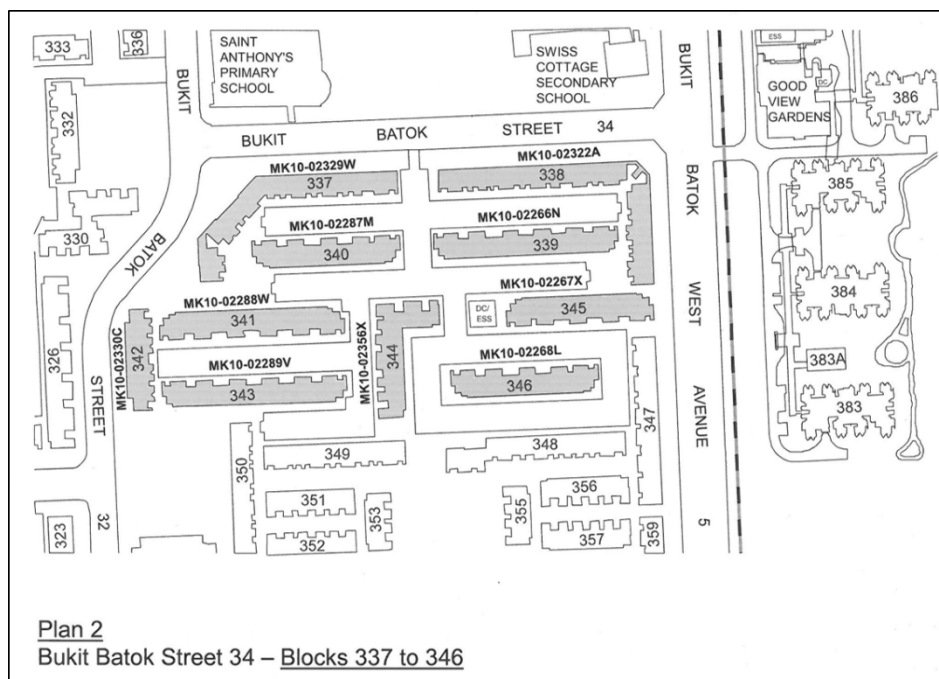 333
336
SAINT
ANTHONY'S
PRIMARY
SCHOOL
SWISS
COTTAGE
SECONDARY
SCHOOL
BUKIT
BUKIT
ESS
DC
GOOD
VIEW
GARDENS
386
332
BUKIT BATOK STREET 34
MK10-02329W
MK10-02322A
337
338
BATOK
385
330
MK10-02287M
MK10-02266N
340
339
BATOK
MK10-02267X
WEST
384
MK10-02288W
DC/
ESS
345
341
326
MK10-02330C
342
MK10-02356X
344
MK10-02289V
MK10-02268L
383A
343
346
STREET
AVENUE
383
347
350
349
348
351
353
355
356
352
357
359
5
323
32
Plan 2
Bukit Batok Street 34 – Blocks 337 to 346